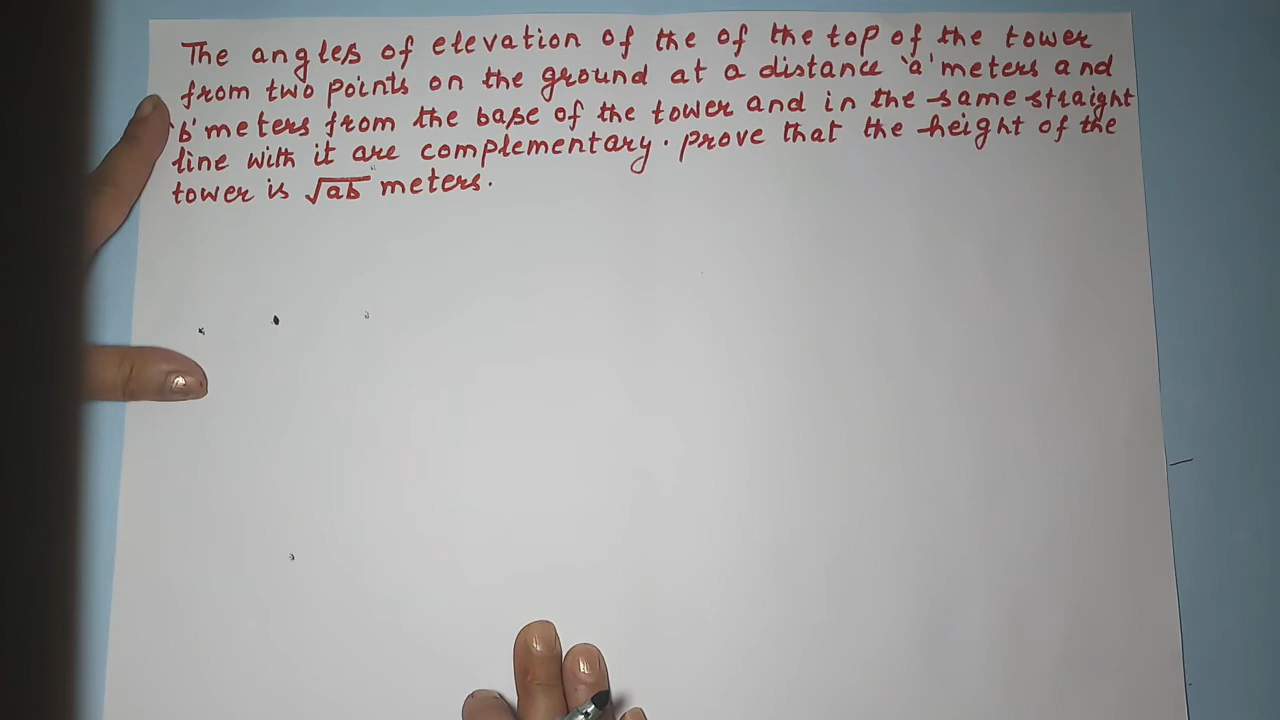 The angles of elevation of the of the top of the tower
from two points on the ground at a distance 'a' meters and
'b' meters from the base of the tower and in the same straight
line with it are complementary. prove that the height of the
tower is √ab meters.